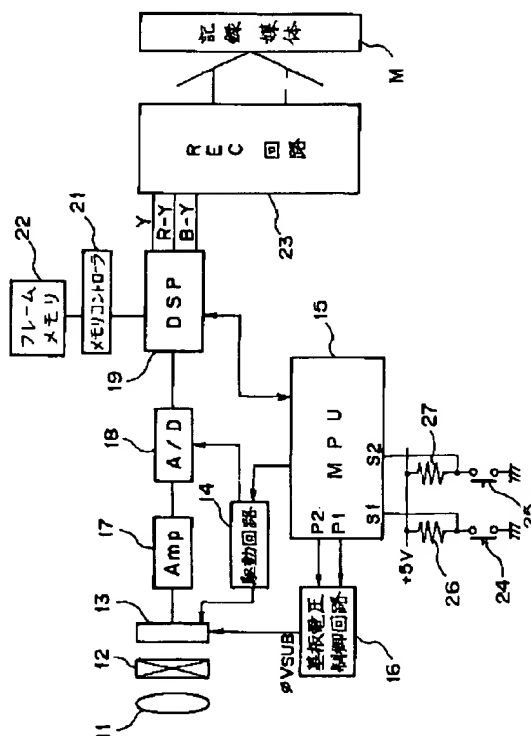 記録媒体
M
REC 回路
23
Y
R-Y
B-Y
22
フレーム
メモリ
21
メモリコントローラ
DSP
19
18
A/D
17
Amp
14
駆動回路
13
12
11
15
MPU
P2
P1
S1
S2
øVSUB
基板電圧
制御回路
16
+5V
27
26
25
24